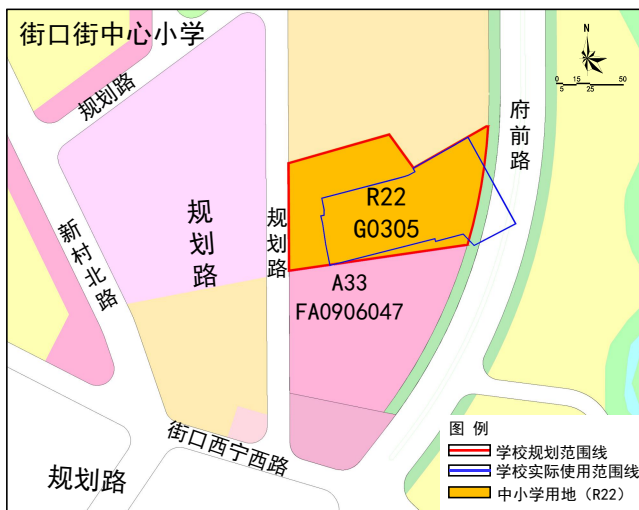 街口街中心小学
N
0 15 50
5 25
规划路
府前路
R22
G0305
规划路
规划路
新村北路
A33
FA0906047
街口西宁西路
规划路
图 例
学校规划范围线
学校实际使用范围线
中小学用地（R22）